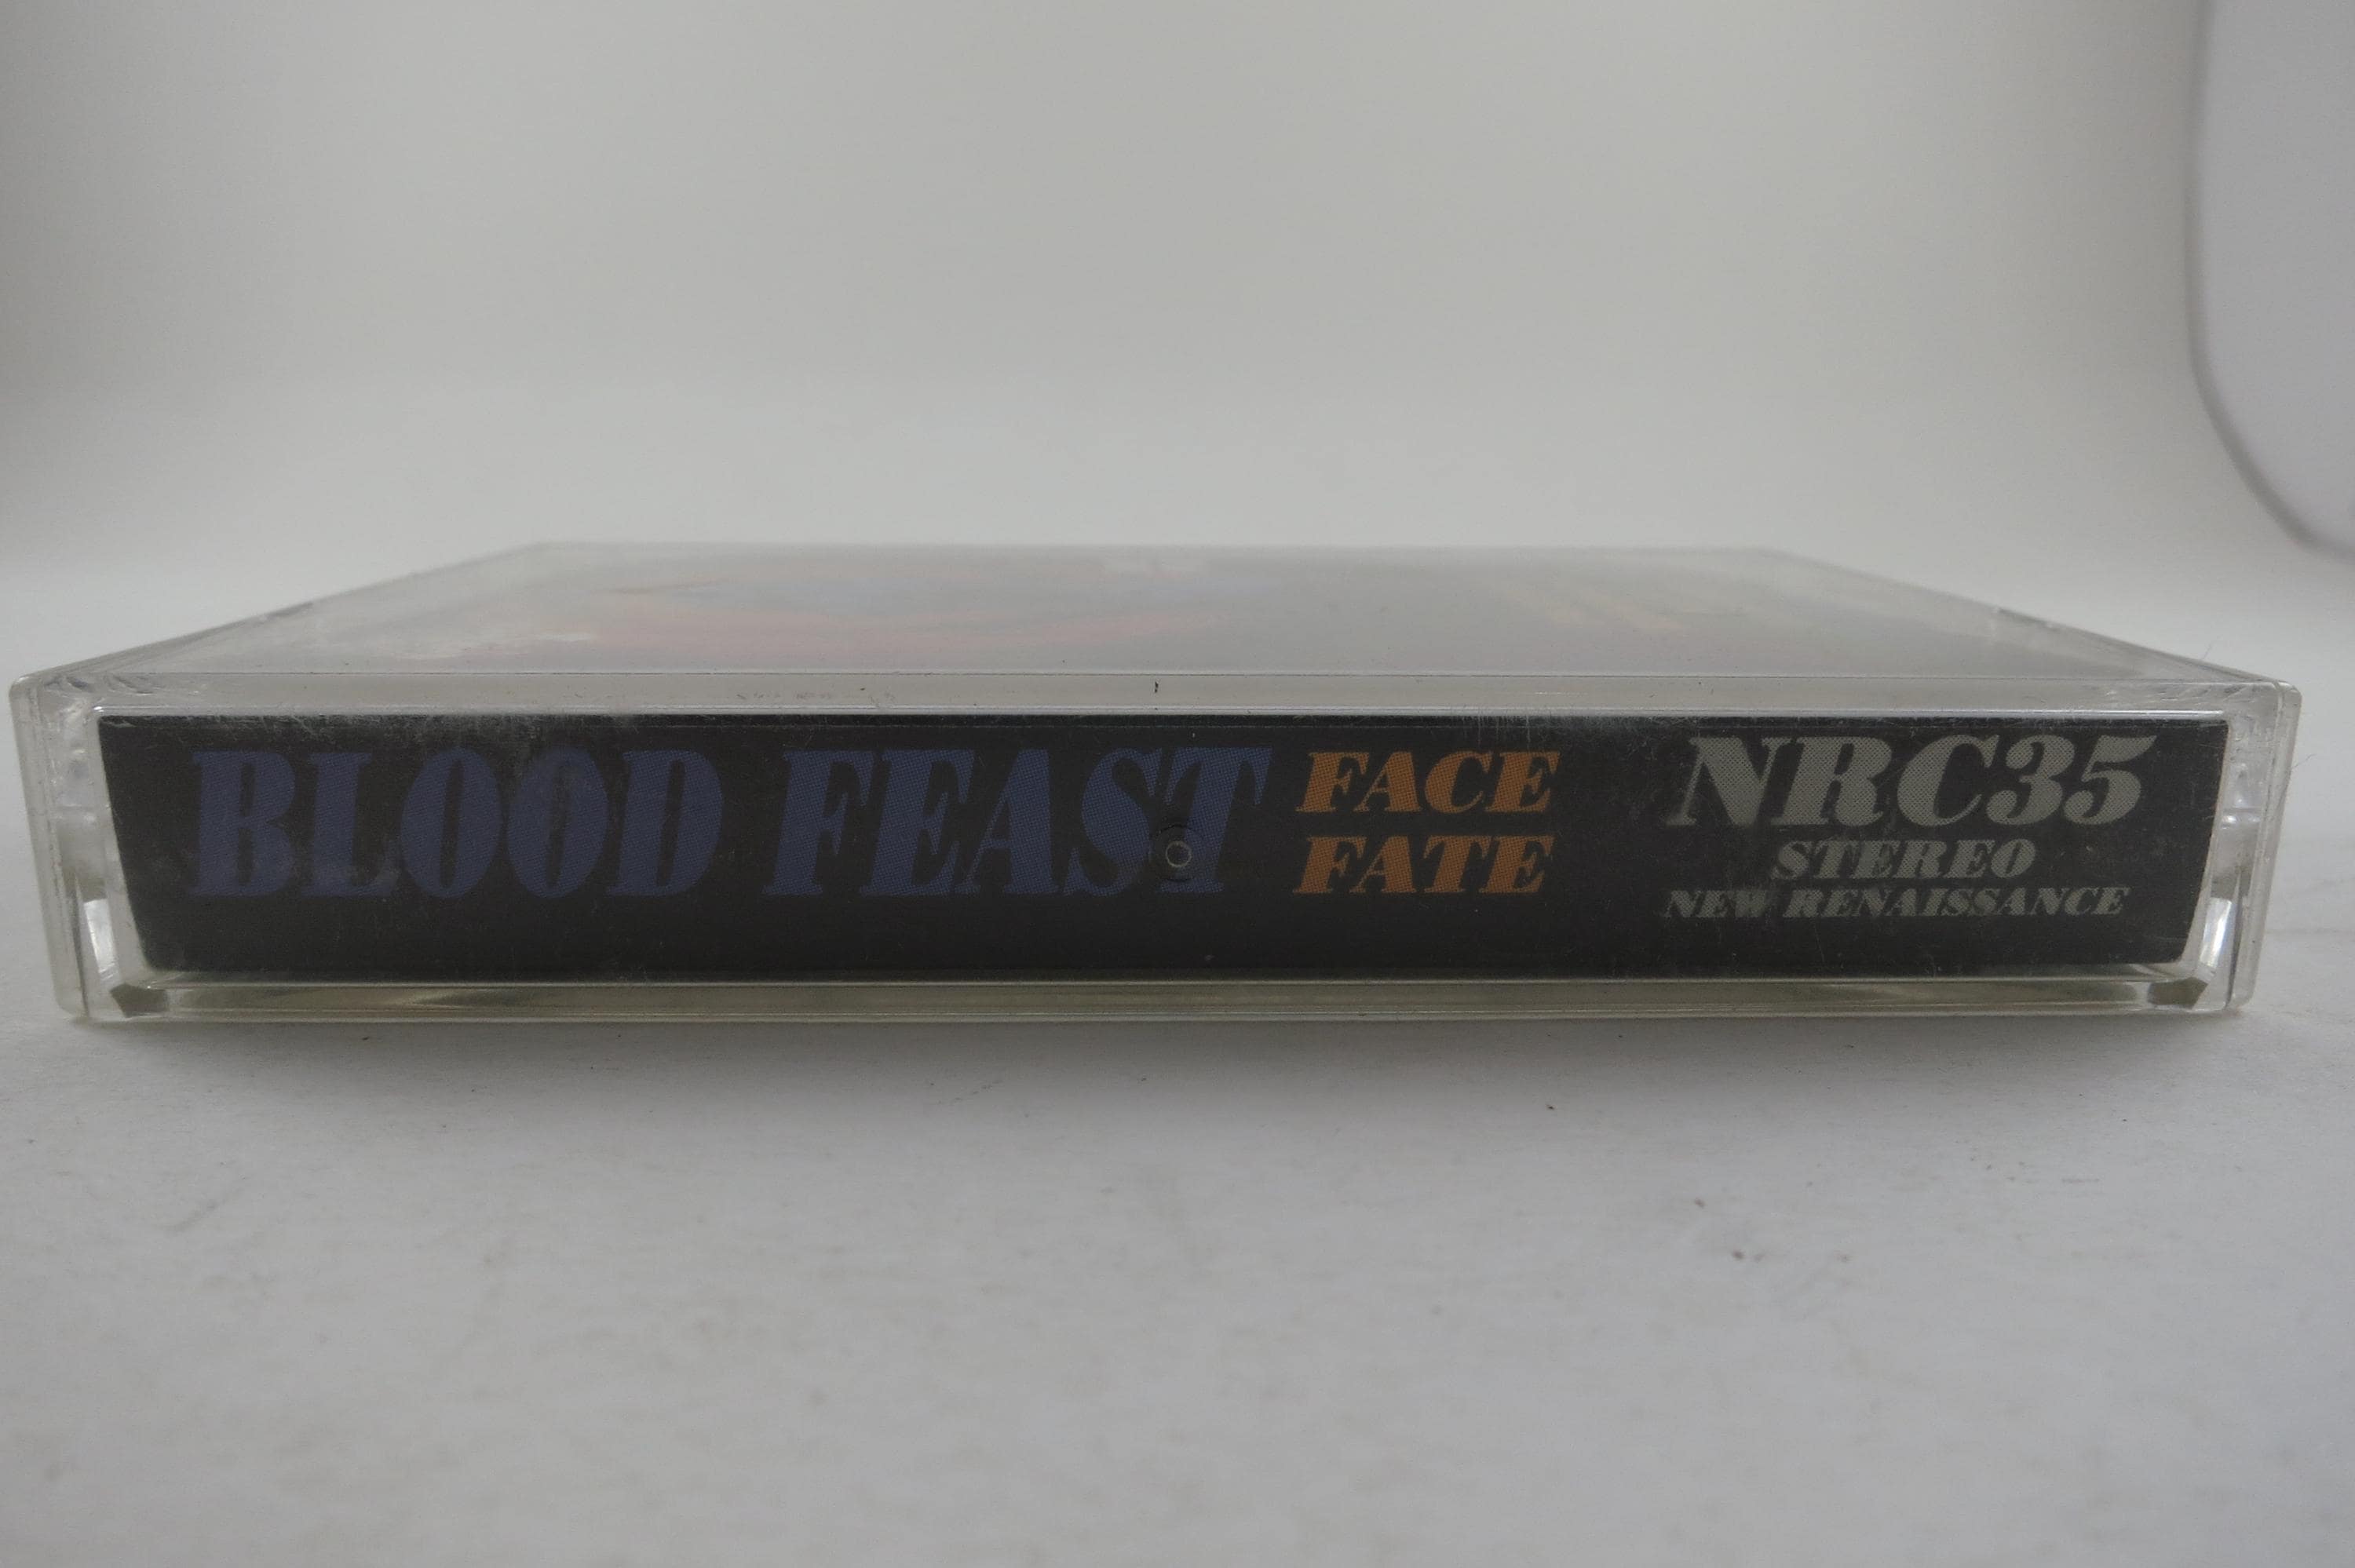 BLOOD FEAST
FACE
FATE
NRC35
STEREO
NEW RENAISSANCE